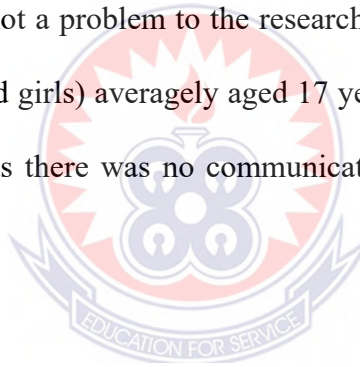 ot a problem to the research
d girls) averagely aged 17 ye
s there was no communicat
EDUCATION FOR SERVICE